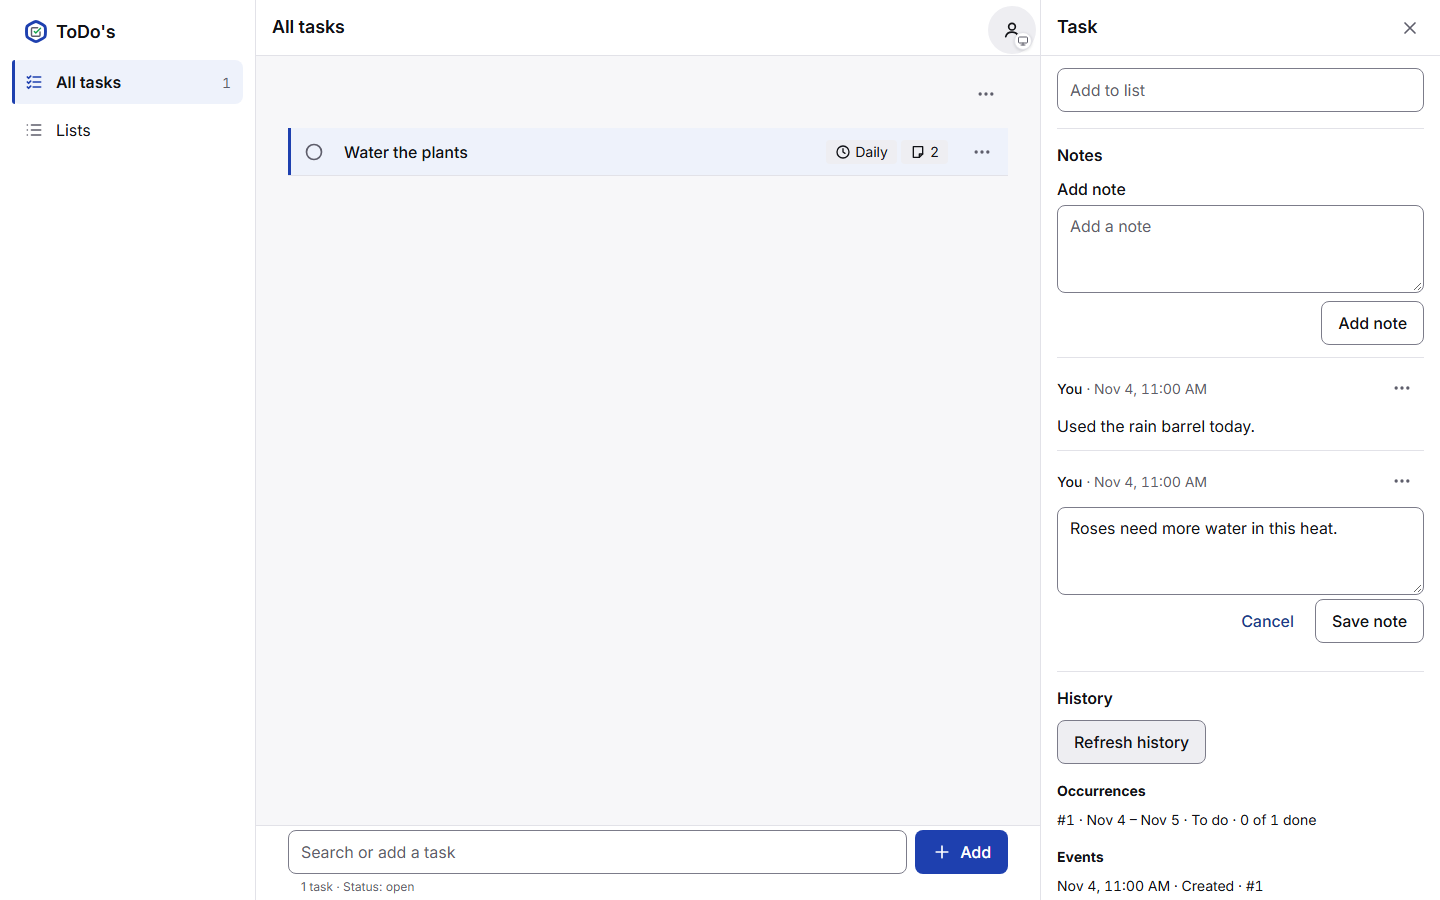 ToDo's
All tasks
1
Lists
All tasks
Water the plants
Daily
2
Search or add a task
Add
1 task · Status: open
Task
Add to list
Notes
Add note
Add a note
Add note
You · Nov 4, 11:00 AM
Used the rain barrel today.
You · Nov 4, 11:00 AM
Roses need more water in this heat.
Cancel
Save note
History
Refresh history
Occurrences
#1 · Nov 4 – Nov 5 · To do · 0 of 1 done
Events
Nov 4, 11:00 AM · Created · #1